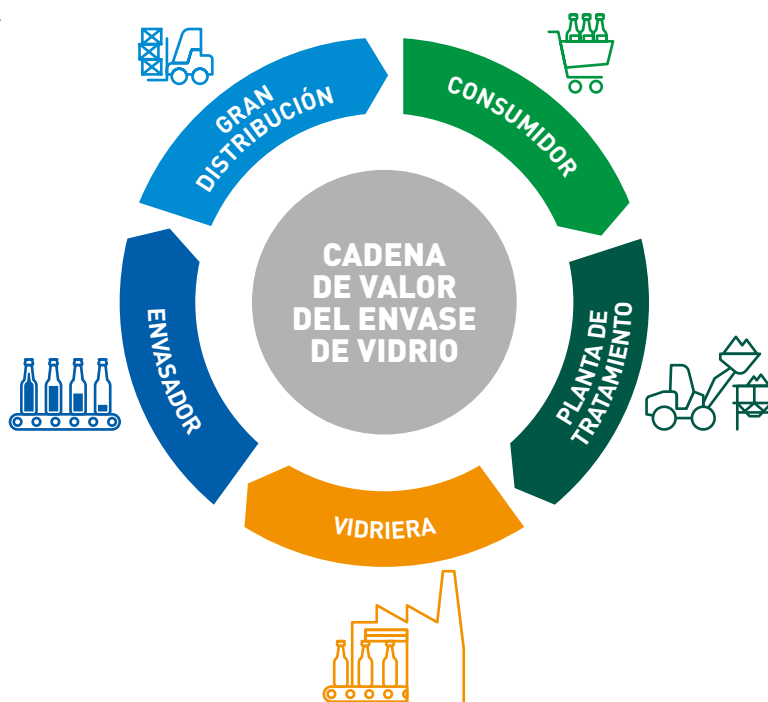 CADENA
DE VALOR
DEL ENVASE
DE VIDRIO
GRAN
DISTRIBUCIÓN
CONSUMIDOR
PLANTA DE
TRATAMIENTO
VIDRIERA
ENVASADOR